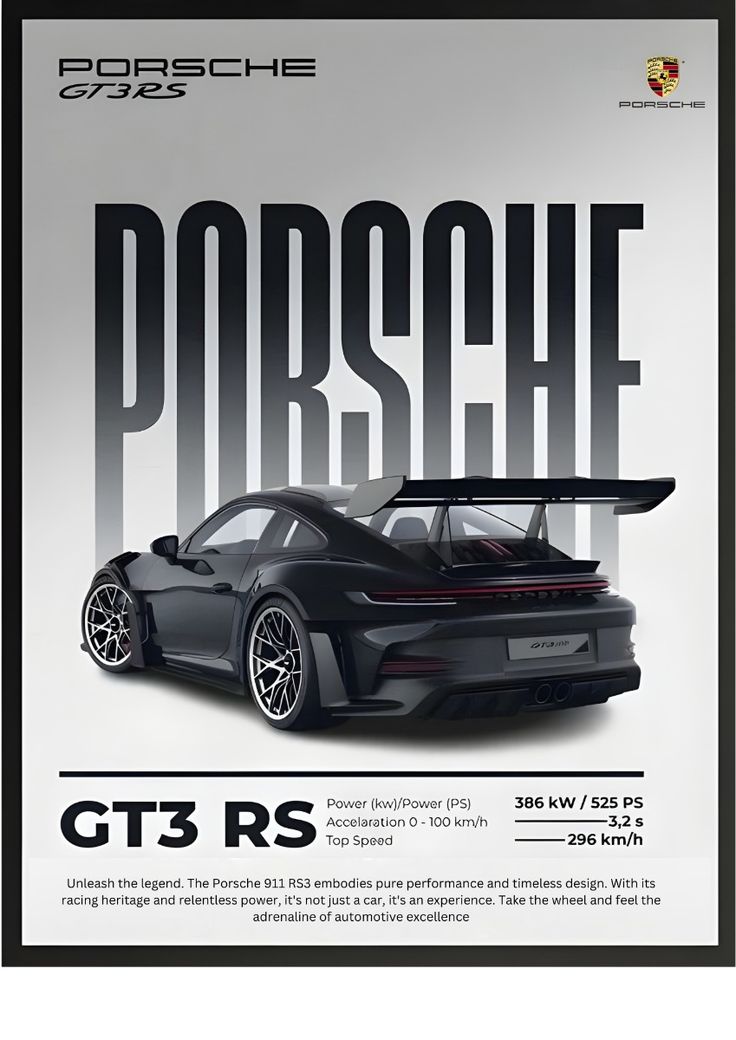 PORSCHE
GT3RS
PORSCHE
PORSCHE
PORSCHE
GT3 RS
Power (kw)/Power (PS) 386 kW / 525 PS
Accelaration 0 - 100 km/h 3,2 s
Top Speed 296 km/h
Unleash the legend. The Porsche 911 RS3 embodies pure performance and timeless design. With its
racing heritage and relentless power, it's not just a car, it's an experience. Take the wheel and feel the
adrenaline of automotive excellence